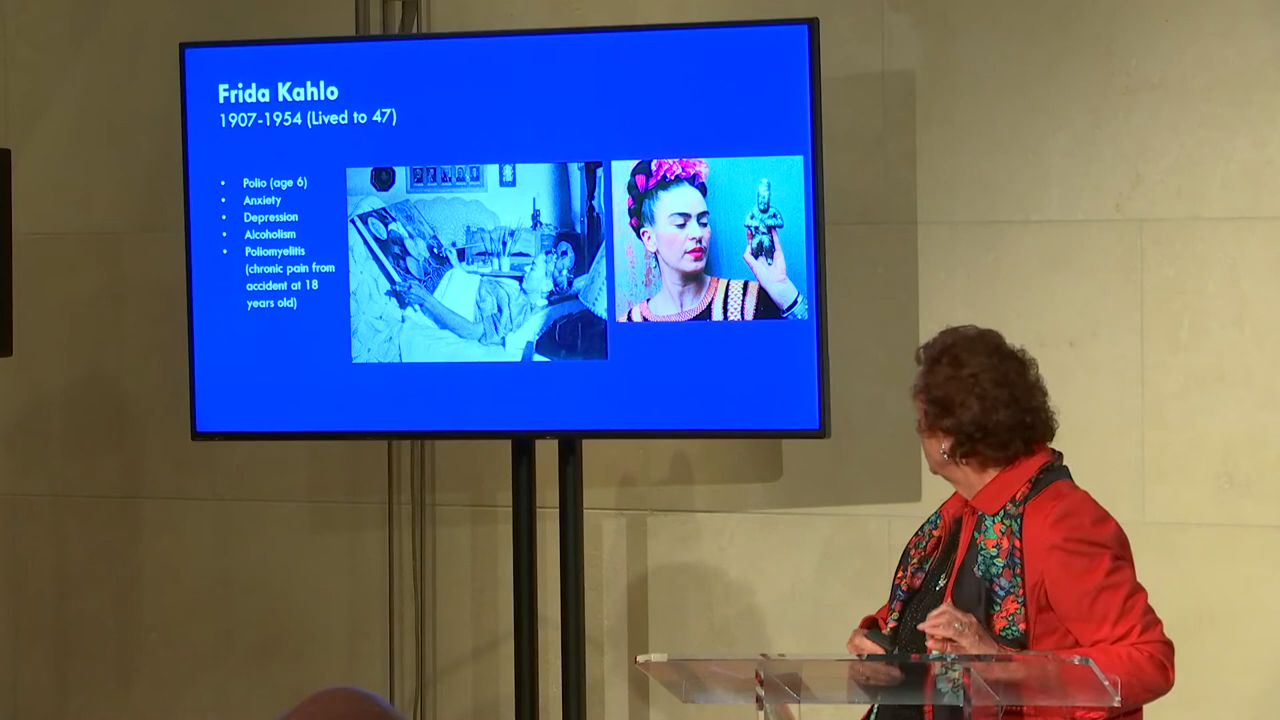 Frida Kahlo
1907-1954 (Lived to 47)
• Polio (age 6)
• Anxiety
• Depression
• Alcoholism
• Poliomyelitis
(chronic pain from
accident at 18
years old)